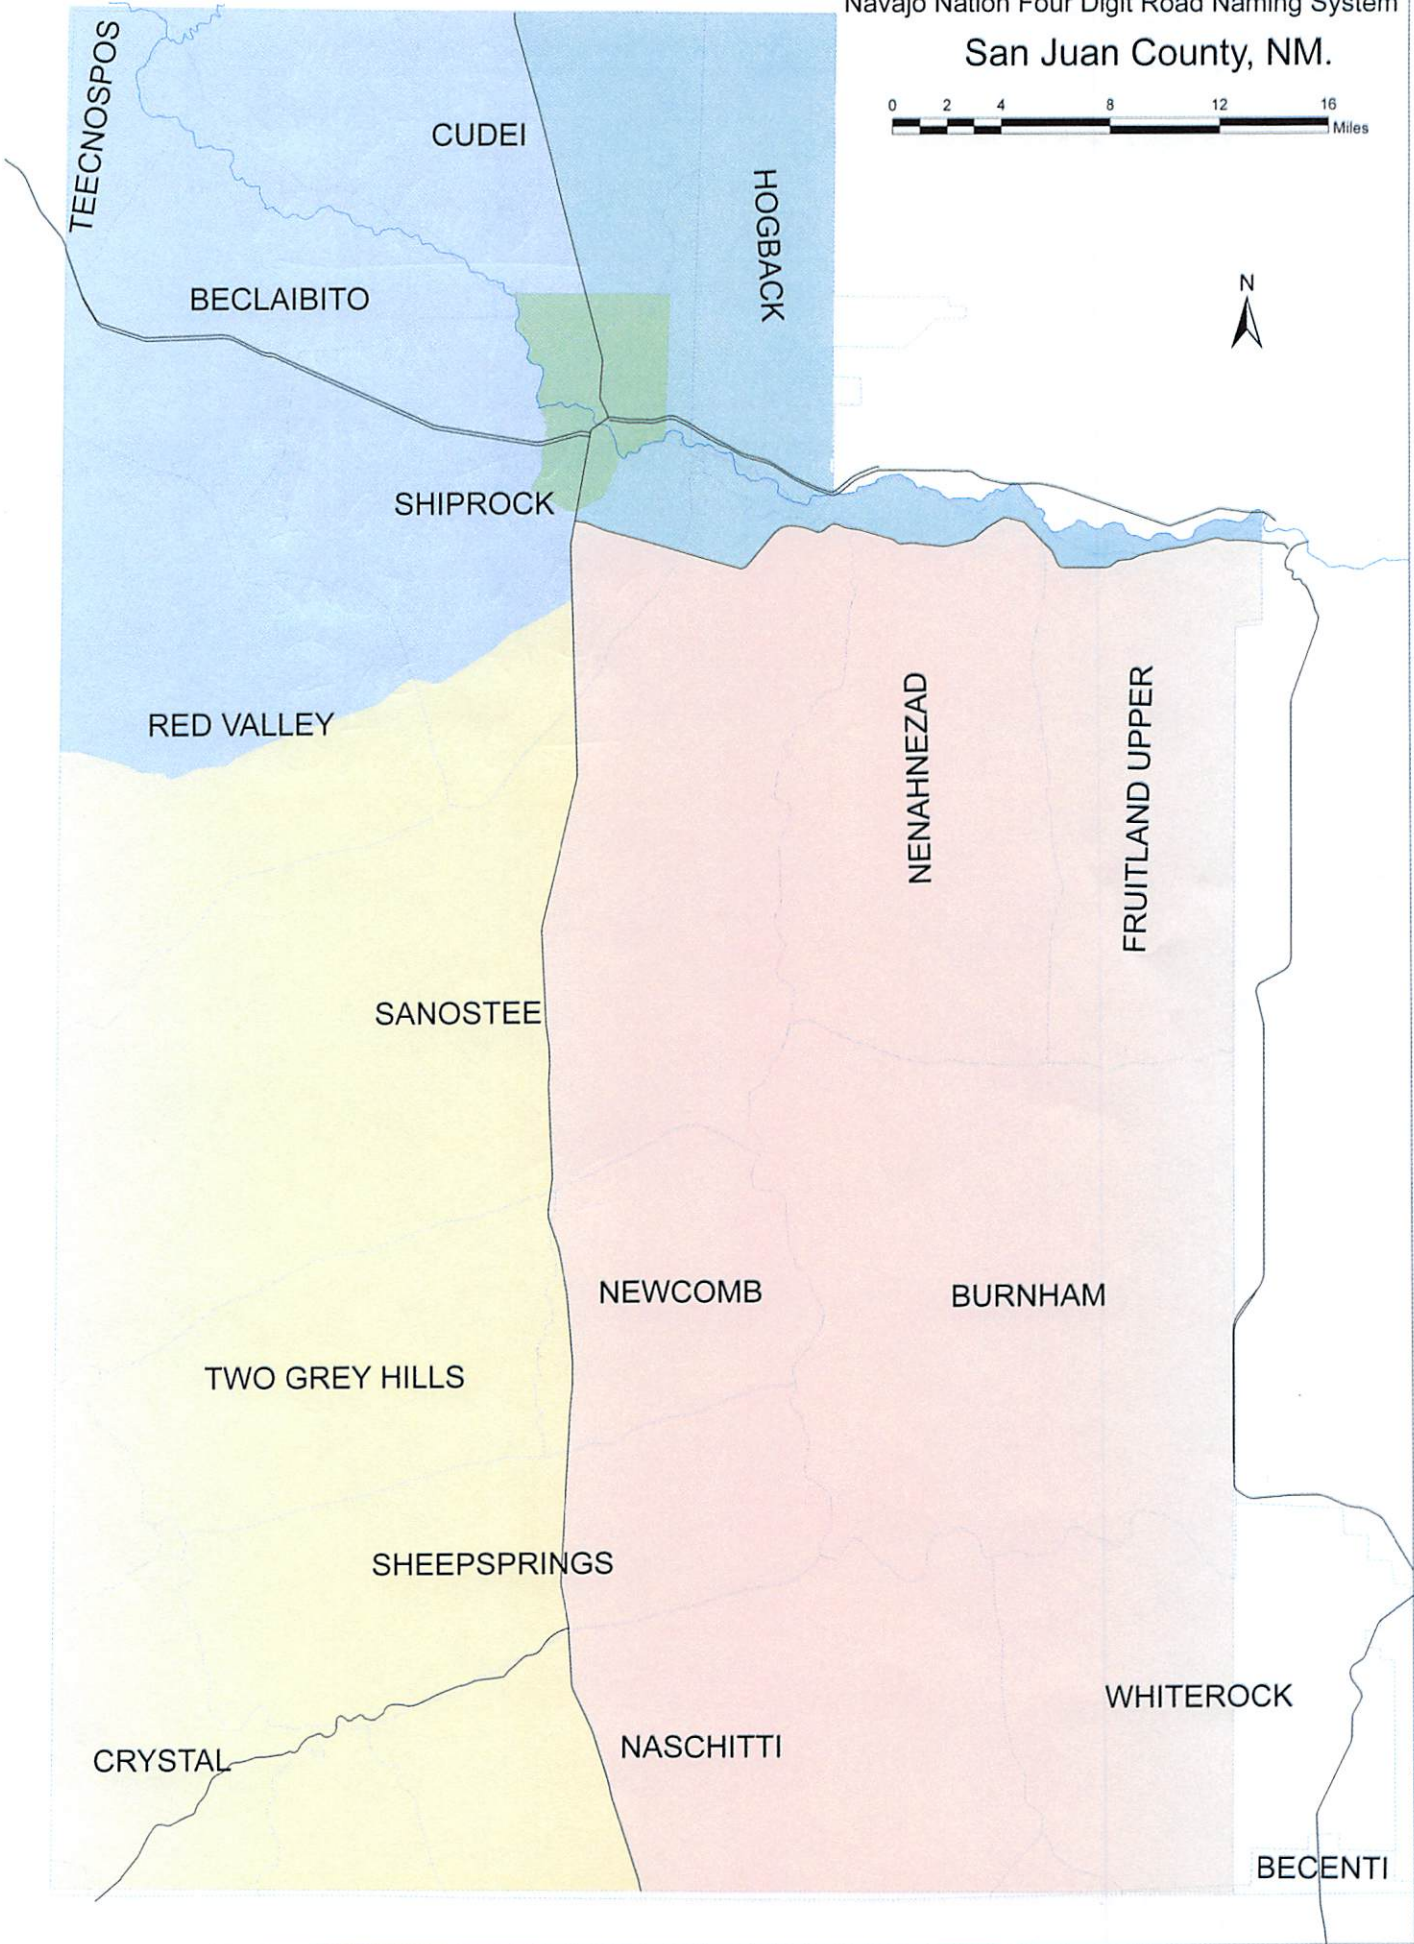 Navajo Nation Four Digit Road Naming System
San Juan County, NM.
0 2 4 8 12 16
Miles
TEECNOSPOS
CUDEI
HOGBACK
N
BECLAIBITO
SHIPROCK
RED VALLEY
NENAHNEZAD
FRUITLAND UPPER
SANOSTEE
NEWCOMB
BURNHAM
TWO GREY HILLS
SHEEPSPRINGS
WHITEROCK
NASCHITTI
CRYSTAL
BECENTI